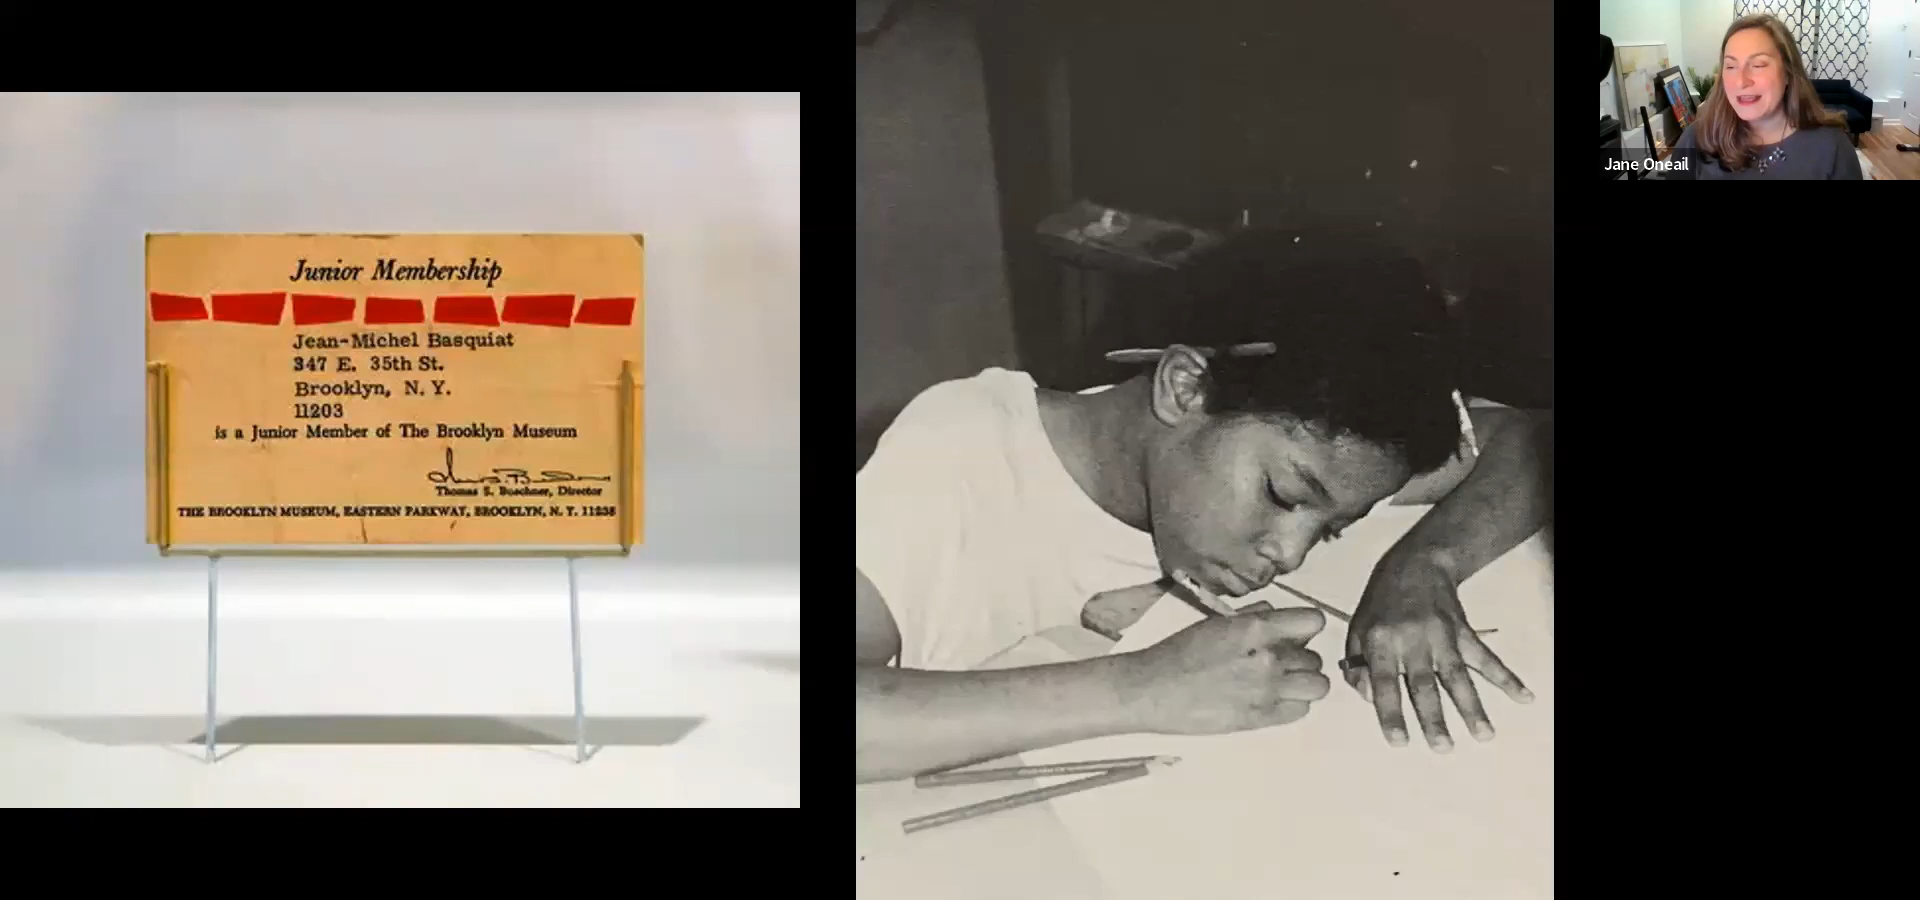 Junior Membership
Jean-Michel Basquiat
347 E. 35th St.
Brooklyn, N. Y.
11203
is a Junior Member of The Brooklyn Museum
Thomas S. Buechner, Director
THE BROOKLYN MUSEUM, EASTERN PARKWAY, BROOKLYN, N. Y. 11238
Jane Oneail